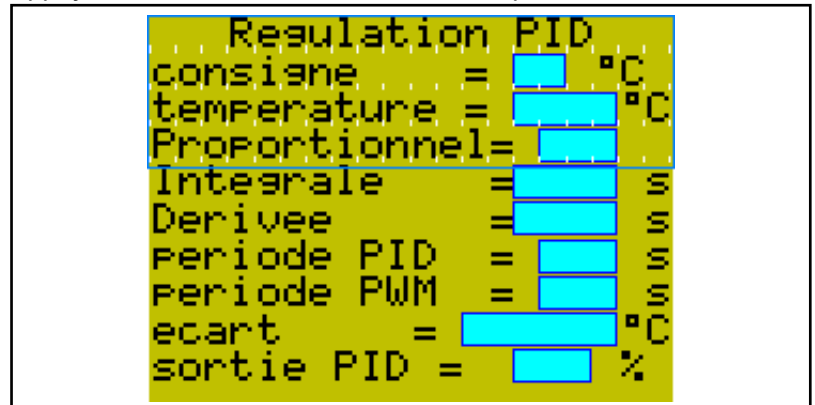 Regulation PID
consigne = °C
temperature = °C
Proportionnel=
Integrale = s
Derivee = s
periode PID = s
periode PWM = s
ecart = °C
sortie PID = %